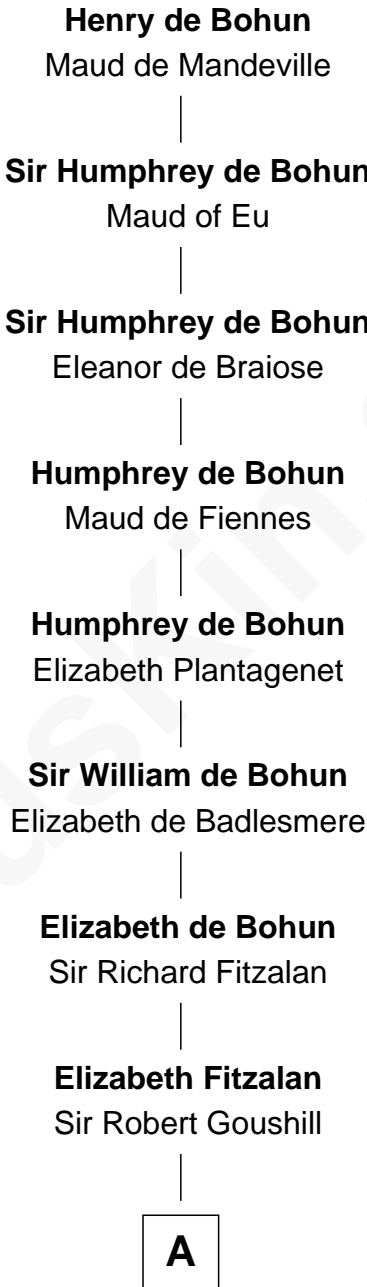 Henry de Bohun
Maud de Mandeville
Sir Humphrey de Bohun
Maud of Eu
Sir Humphrey de Bohun
Eleanor de Braiose
Humphrey de Bohun
Maud de Fiennes
Humphrey de Bohun
Elizabeth Plantagenet
Sir William de Bohun
Elizabeth de Badlesmere
Elizabeth de Bohun
Sir Richard Fitzalan
Elizabeth Fitzalan
Sir Robert Goushill
A